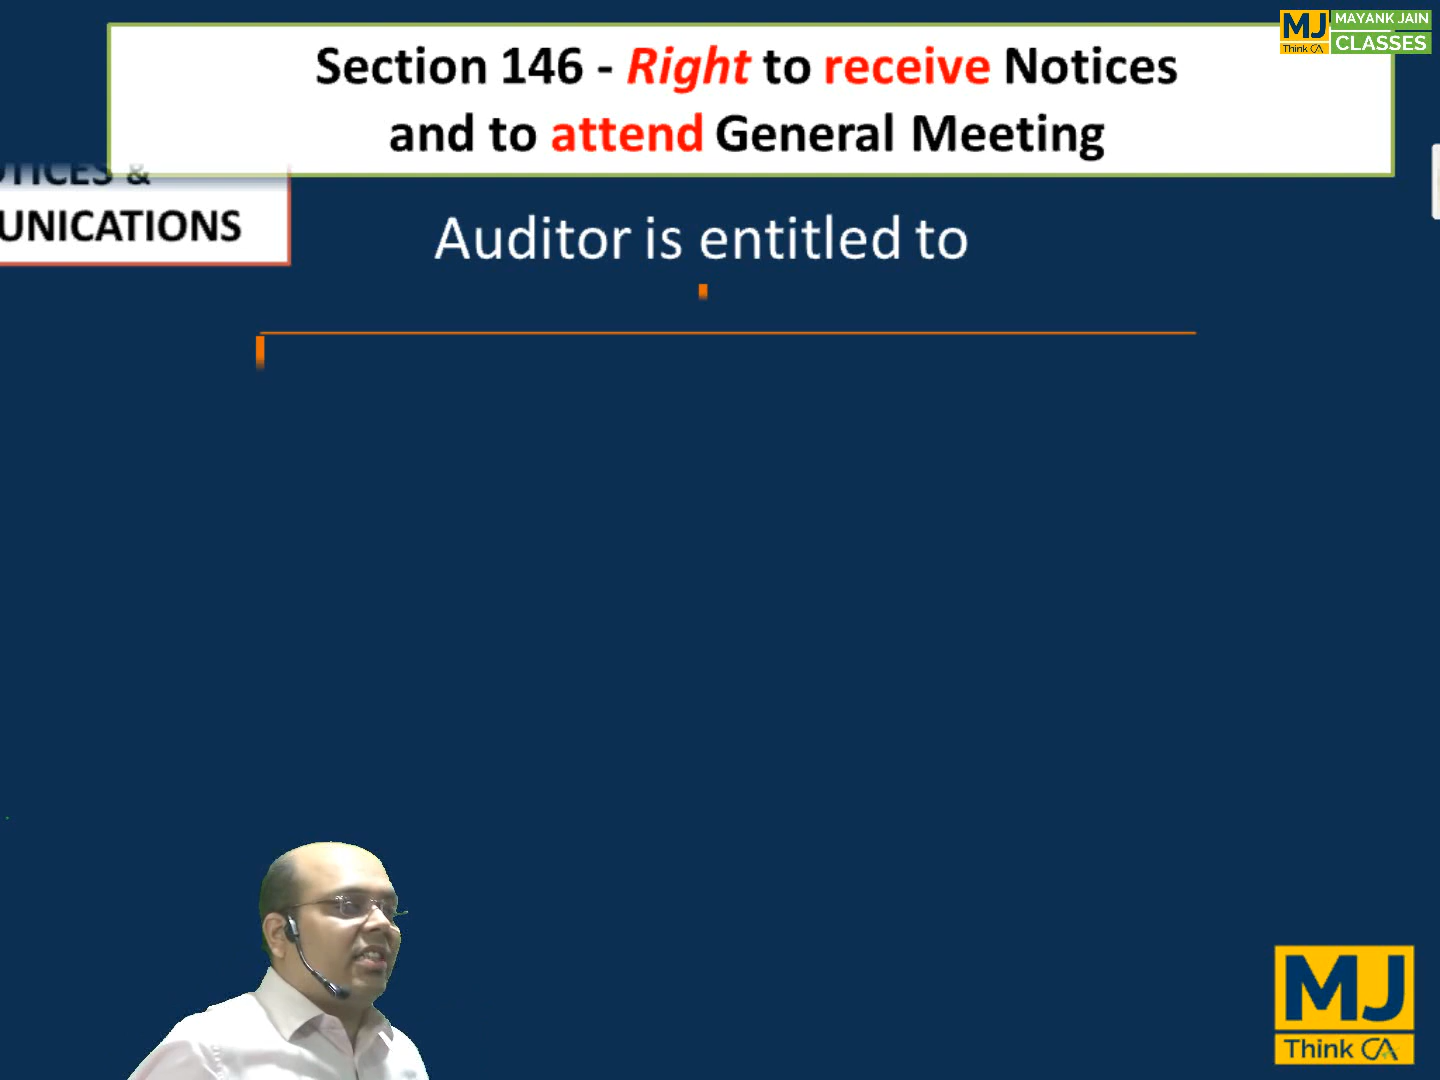 Section 146 - Right to receive Notices
and to attend General Meeting
MJ
Think CA
MAYANK JAIN
CLASSES
&
UNICATIONS
Auditor is entitled to
MJ
Think CA